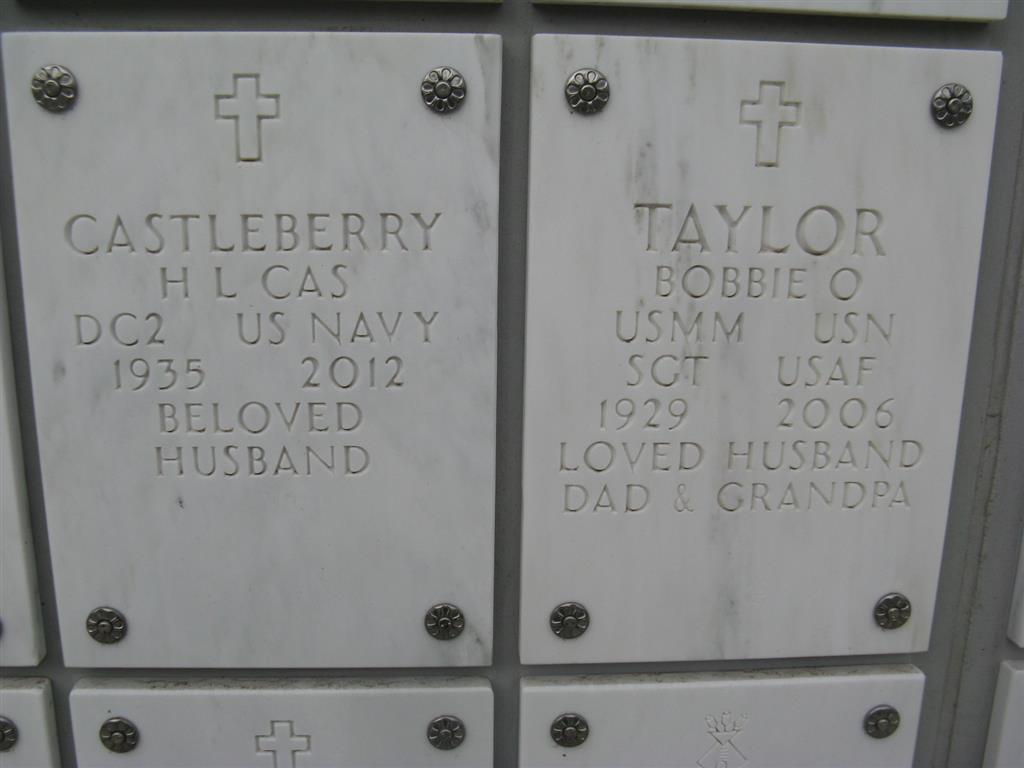 CASTLEBERRY
H L CAS
DC2 US NAVY
1935 2012
BELOVED
HUSBAND
TAYLOR
BOBBIE O
USMM USN
SGT USAF
1929 2006
LOVED HUSBAND
DAD & GRANDPA